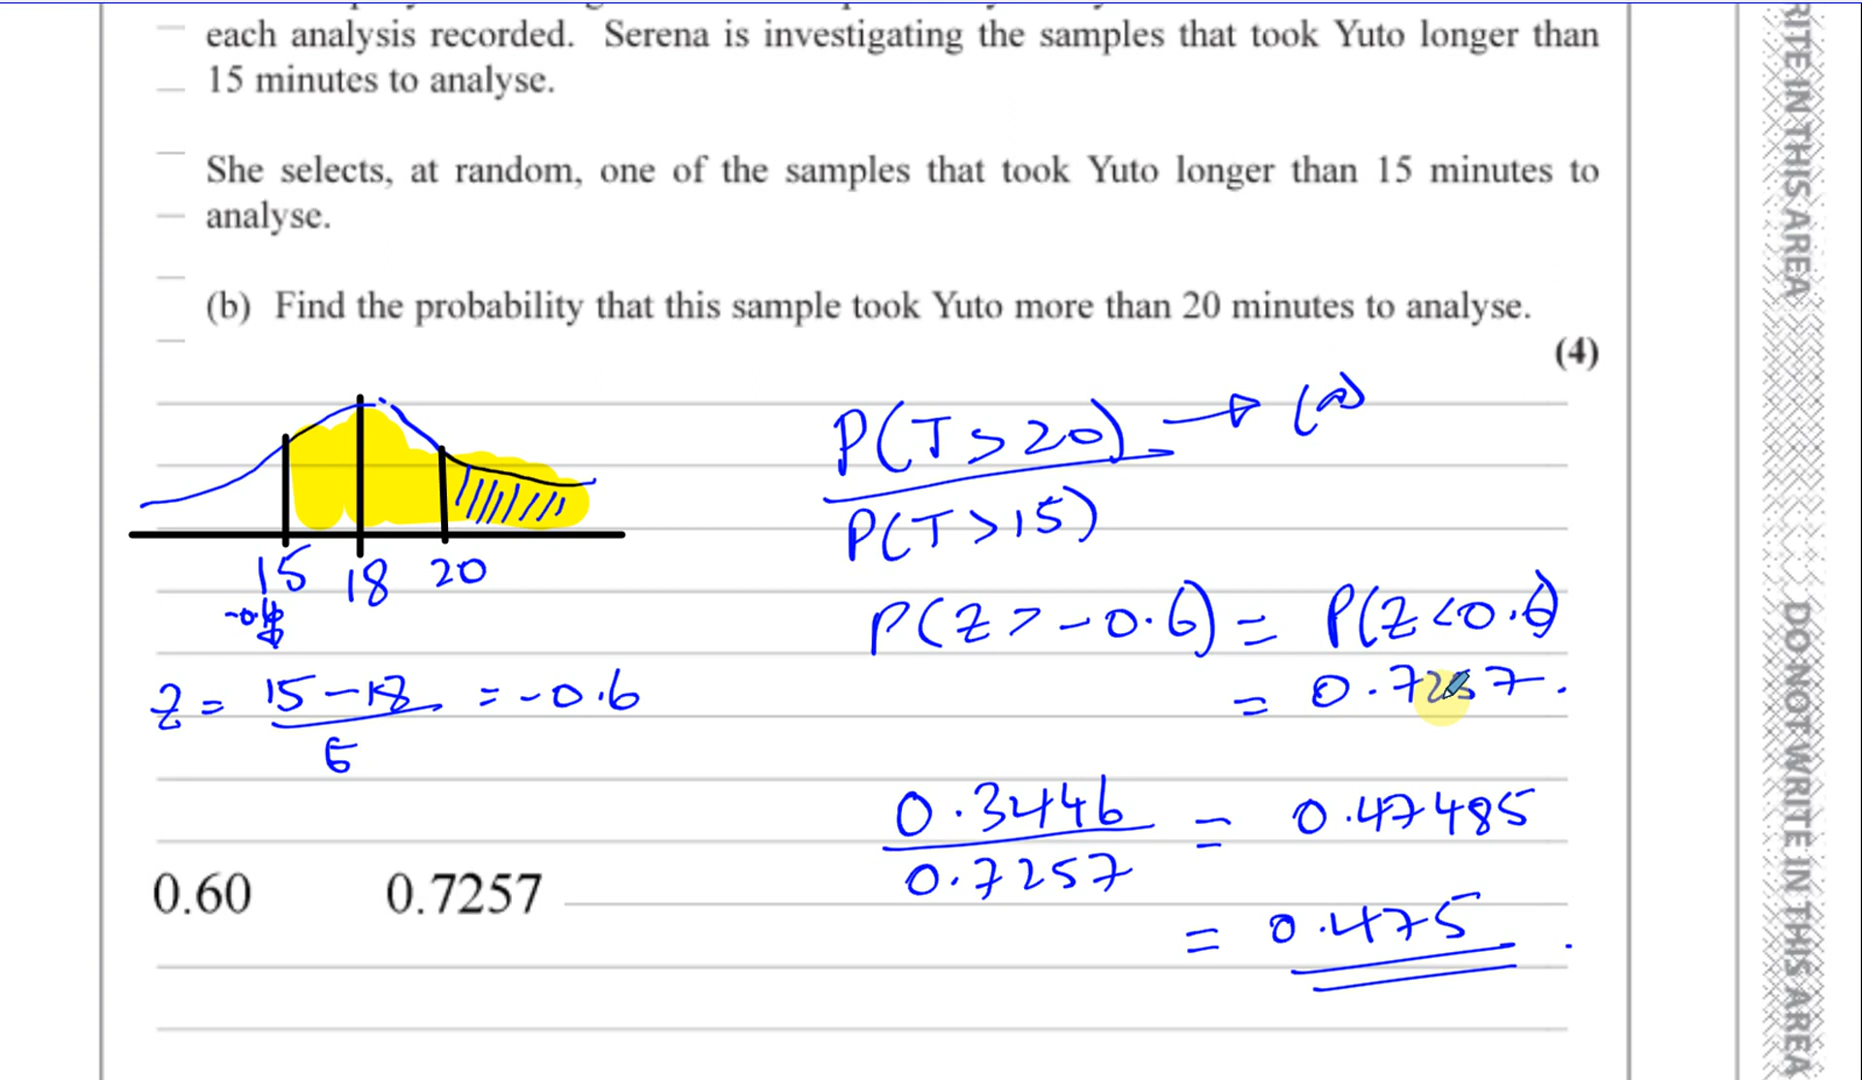 each analysis recorded. Serena is investigating the samples that took Yuto longer than
15 minutes to analyse.
She selects, at random, one of the samples that took Yuto longer than 15 minutes to
analyse.
(b) Find the probability that this sample took Yuto more than 20 minutes to analyse.
(4)
P(T>20) → (a)
P(T>15)
15 18 20
P(Z>-0.6) = P(Z<0.6)
= 0.7257.
Z = 15-18 = -0.6
5
0.3446 = 0.47485
0.7257
0.60 0.7257
= 0.475
RITE IN THIS AREA
DO NOT WRITE IN THIS AREA